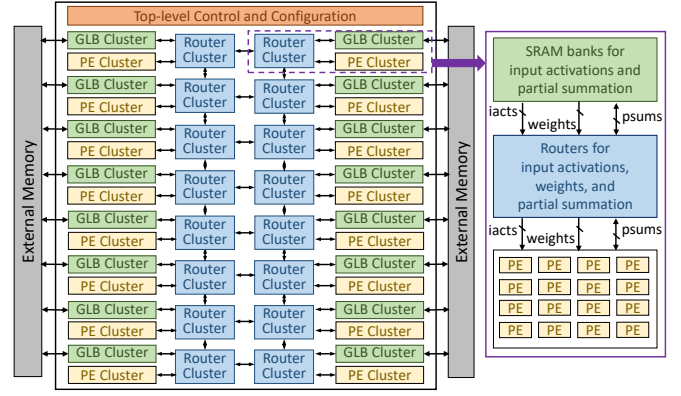 Top-level Control and Configuration
External Memory
GLB Cluster
PE Cluster
Router
Cluster
Router
Cluster
GLB Cluster
PE Cluster
GLB Cluster
PE Cluster
Router
Cluster
Router
Cluster
GLB Cluster
PE Cluster
GLB Cluster
PE Cluster
Router
Cluster
Router
Cluster
GLB Cluster
PE Cluster
GLB Cluster
PE Cluster
Router
Cluster
Router
Cluster
GLB Cluster
PE Cluster
GLB Cluster
PE Cluster
Router
Cluster
Router
Cluster
GLB Cluster
PE Cluster
GLB Cluster
PE Cluster
Router
Cluster
Router
Cluster
GLB Cluster
PE Cluster
GLB Cluster
PE Cluster
Router
Cluster
Router
Cluster
GLB Cluster
PE Cluster
GLB Cluster
PE Cluster
Router
Cluster
Router
Cluster
GLB Cluster
PE Cluster
External Memory
SRAM banks for
input activations and
partial summation
iacts
weights
psums
Routers for
input activations,
weights, and
partial summation
iacts
weights
psums
PE PE PE PE
PE PE PE PE
PE PE PE PE
PE PE PE PE